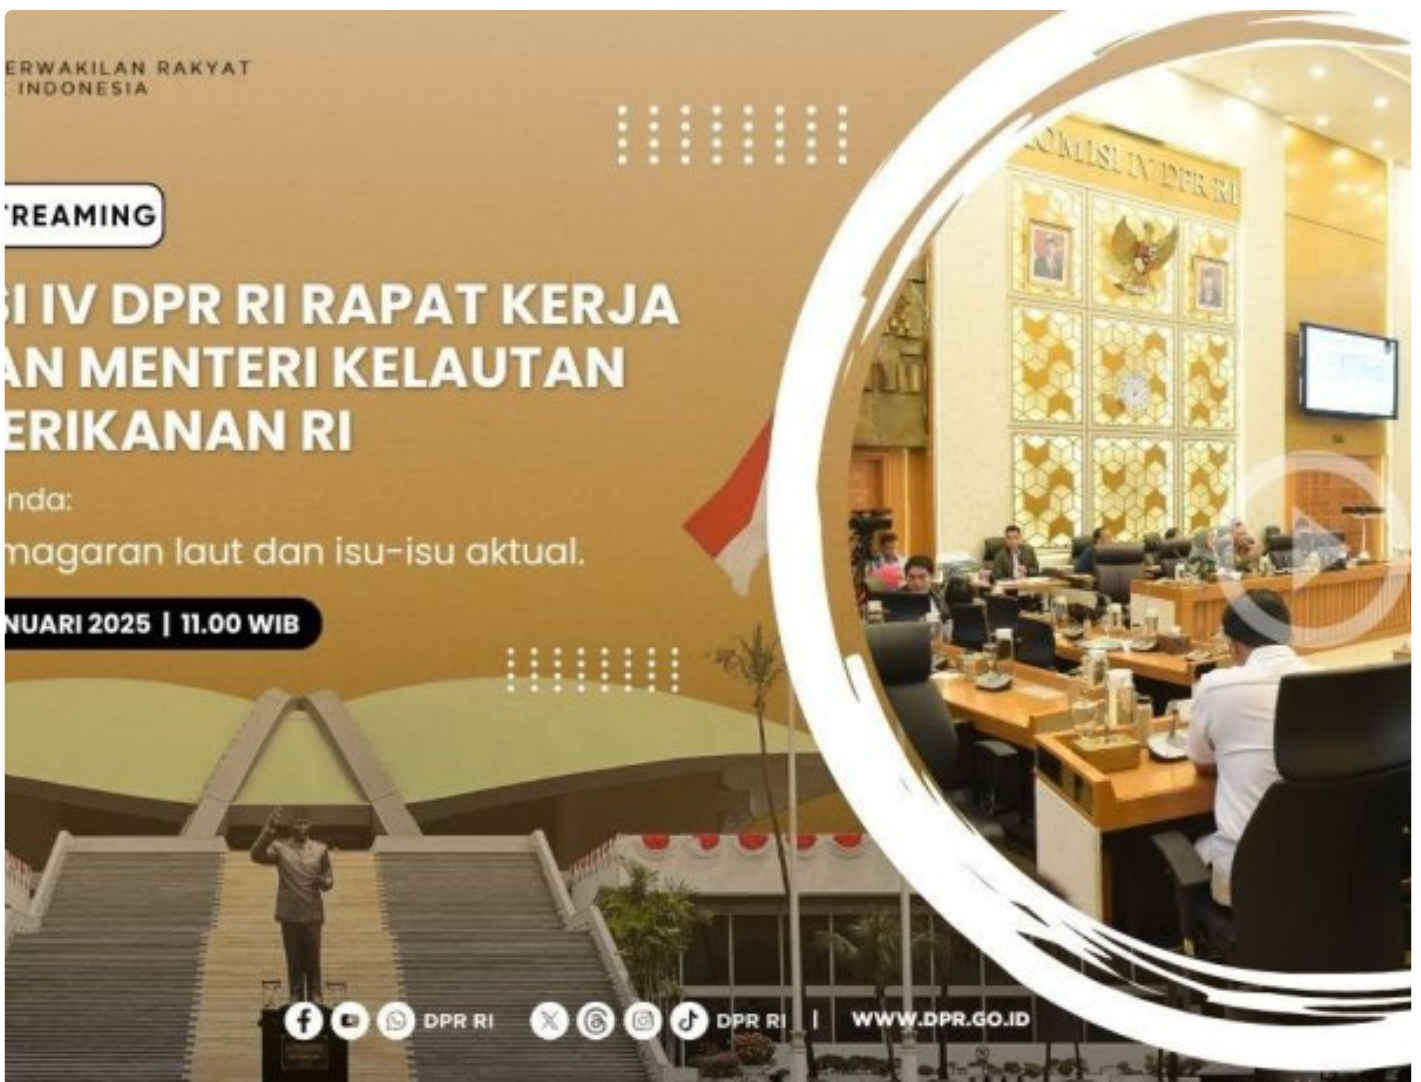 ERWAKILAN RAKYAT
INDONESIA
TREAMING
SI IV DPR RI RAPAT KERJA
AN MENTERI KELAUTAN
ERIKANAN RI
nda:
magaran laut dan isu-isu aktual.
NUARI 2025 | 11.00 WIB
KOMISI IV DPR RI
DPR RI
DPR RI | WWW.DPR.GO.ID